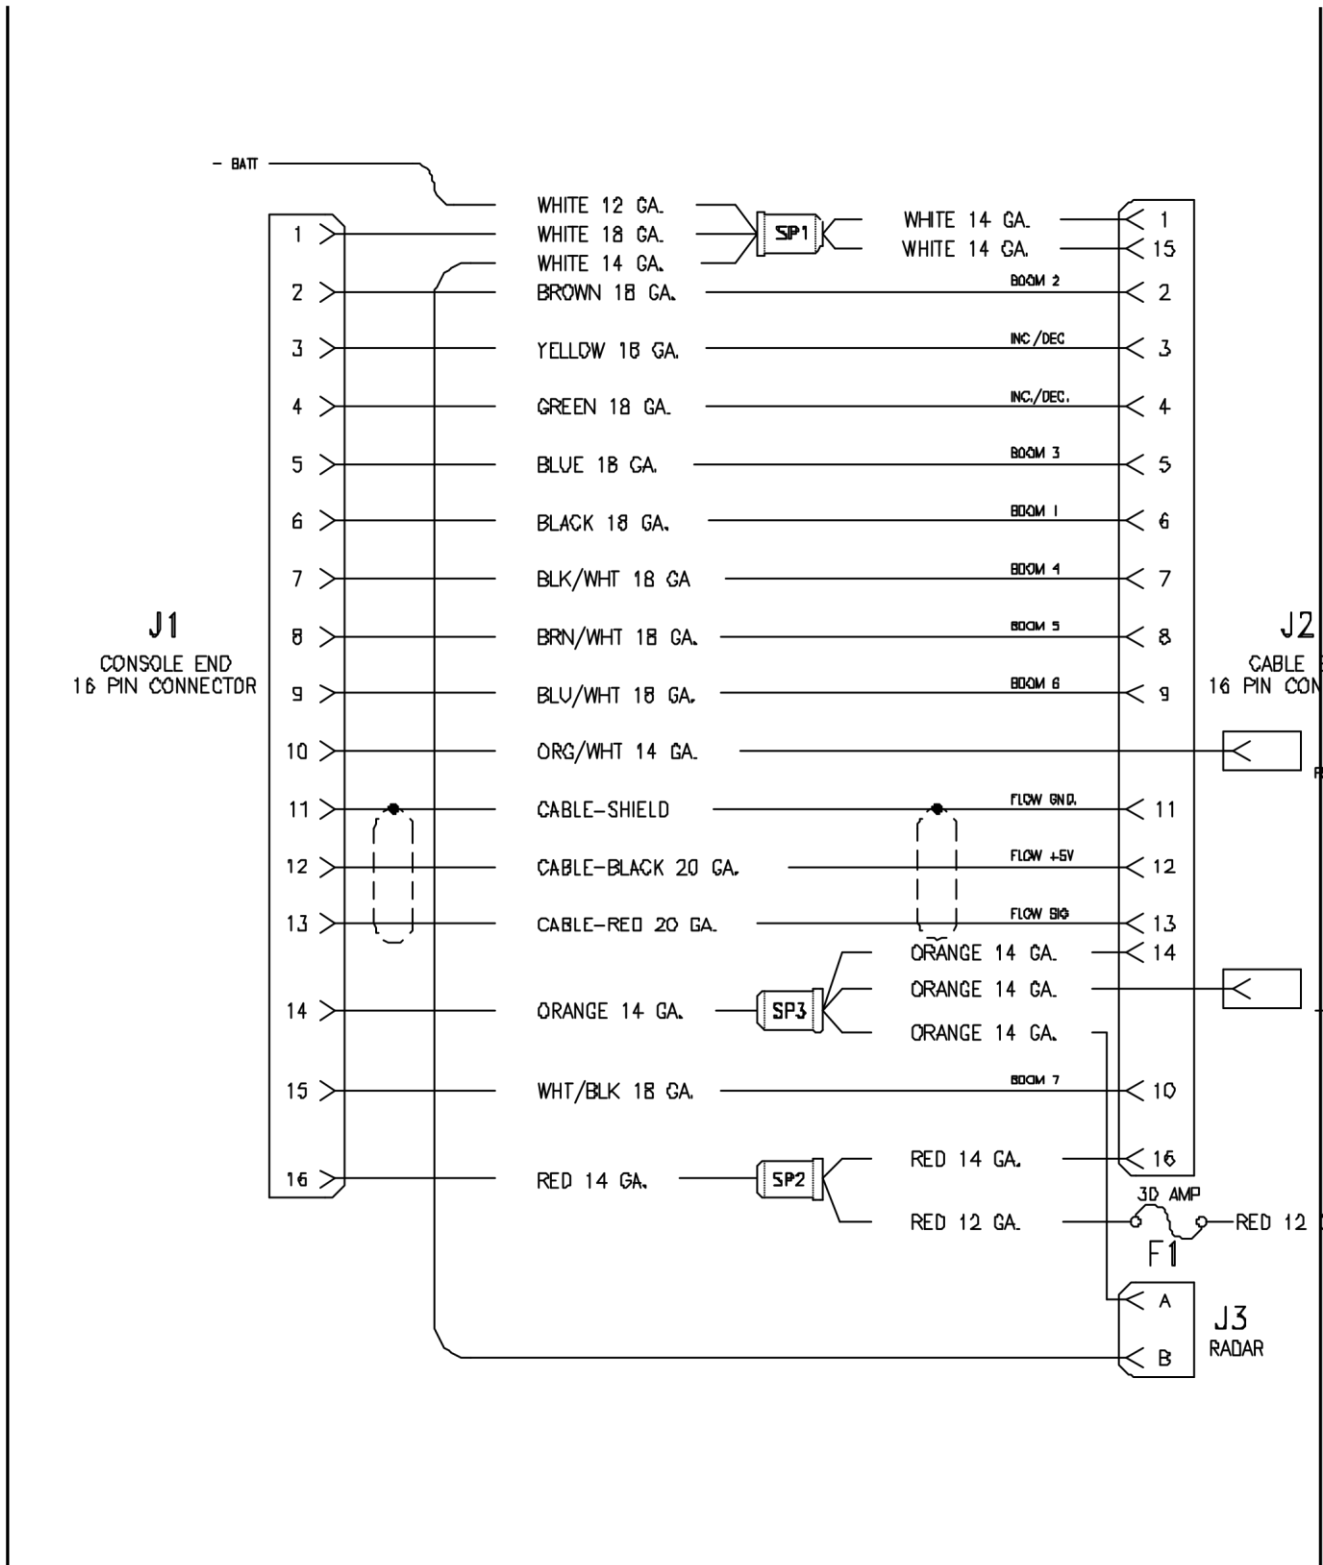 - BATT
WHITE 12 GA.
1 WHITE 18 GA. SP1 WHITE 14 GA. 1
WHITE 14 GA. WHITE 14 GA. 15
2 BROWN 18 GA. BOOM 2 2
3 YELLOW 18 GA. INC/DEC 3
4 GREEN 18 GA. INC./DEC. 4
5 BLUE 18 GA. BOOM 3 5
6 BLACK 18 GA. BOOM 1 6
7 BLK/WHT 18 GA BOOM 4 7
J1
8 BRN/WHT 18 GA. BOOM 5 8
J2
CONSOLE END
CABLE
16 PIN CONNECTOR
9 BLU/WHT 18 GA. BOOM 6 9
16 PIN CON
10 ORG/WHT 14 GA.
11 CABLE-SHIELD FLOW GND. 11
12 CABLE-BLACK 20 GA. FLOW +5V 12
13 CABLE-RED 20 GA. FLOW SIG 13
ORANGE 14 GA. 14
ORANGE 14 GA.
14 ORANGE 14 GA. SP3
ORANGE 14 GA.
15 WHT/BLK 18 GA. BOOM 7 10
RED 14 GA. 16
16 RED 14 GA. SP2
30 AMP
RED 12 GA. RED 12
F1
A
J3
RADAR
B